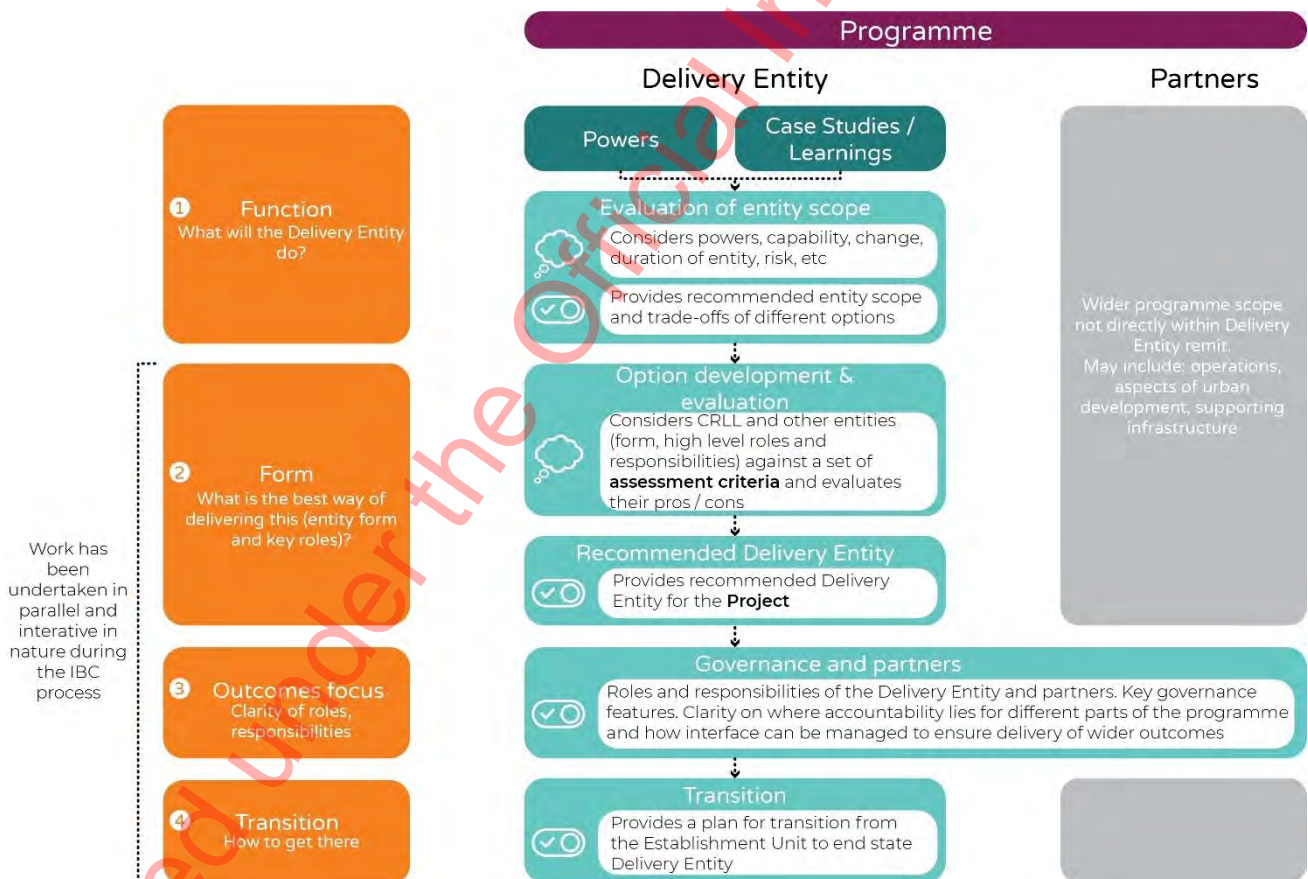 Programme
Delivery Entity
Partners
Powers
Case Studies /
Learnings
1
Function
What will the Delivery Entity
do?
Evaluation of entity scope
Considers powers, capability, change,
duration of entity, risk, etc
Provides recommended entity scope
and trade-offs of different options
Wider programme scope
not directly within Delivery
Entity remit.
May include: operations,
aspects of urban
development, supporting
infrastructure
Work has
been
undertaken in
parallel and
interative in
nature during
the IBC
process
2
Form
What is the best way of
delivering this (entity form
and key roles)?
Option development &
evaluation
Considers CRLL and other entities
(form, high level roles and
responsibilities) against a set of
assessment criteria and evaluates
their pros / cons
Recommended Delivery Entity
Provides recommended Delivery
Entity for the Project
3
Outcomes focus
Clarity of roles,
responsibilities
Governance and partners
Roles and responsibilities of the Delivery Entity and partners. Key governance
features. Clarity on where accountability lies for different parts of the programme
and how interface can be managed to ensure delivery of wider outcomes
4
Transition
How to get there
Transition
Provides a plan for transition from
the Establishment Unit to end state
Delivery Entity
under the Official